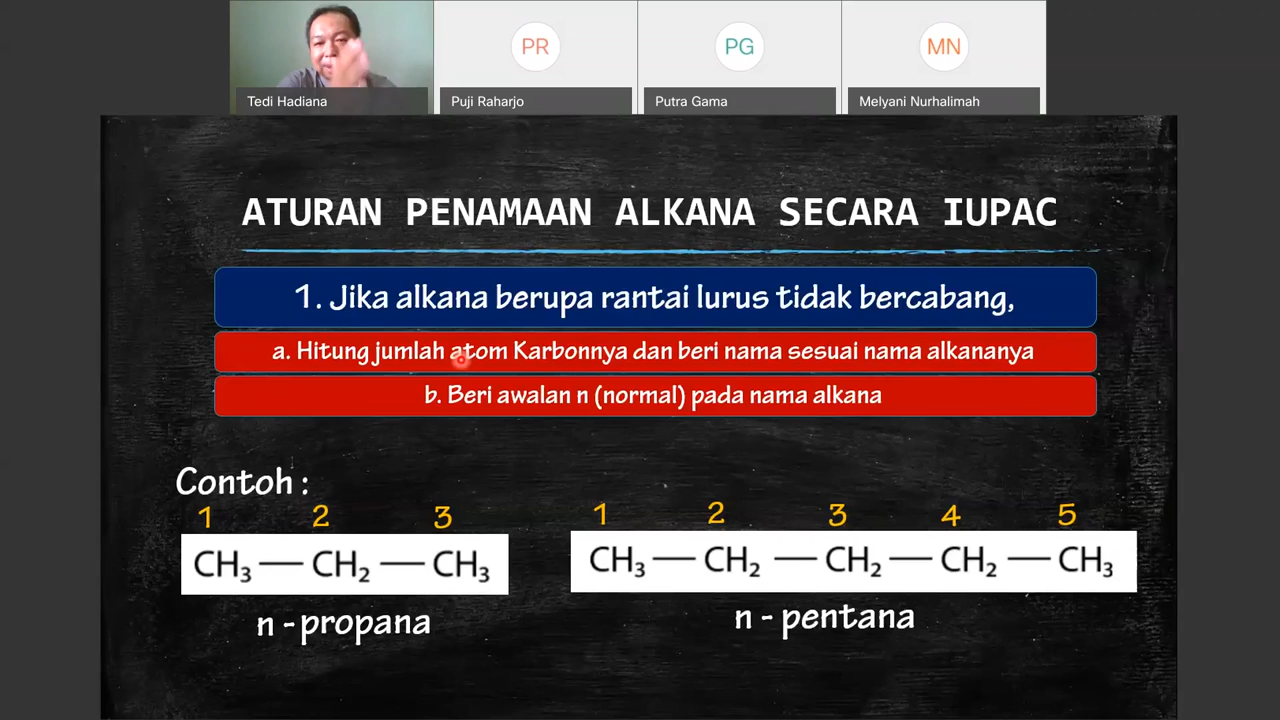 PR
PG
MN
Tedi Hadiana
Puji Raharjo
Putra Gama
Melyani Nurhalimah
ATURAN PENAMAAN ALKANA SECARA IUPAC
1. Jika alkana berupa rantai lurus tidak bercabang,
a. Hitung jumlah atom Karbonnya dan beri nama sesuai nama alkananya
b. Beri awalan n (normal) pada nama alkana
Contoh :
1 2 3
CH₃ — CH₂ — CH₃
n - propana
1 2 3 4 5
CH₃ — CH₂ — CH₂ — CH₂ — CH₃
n - pentana